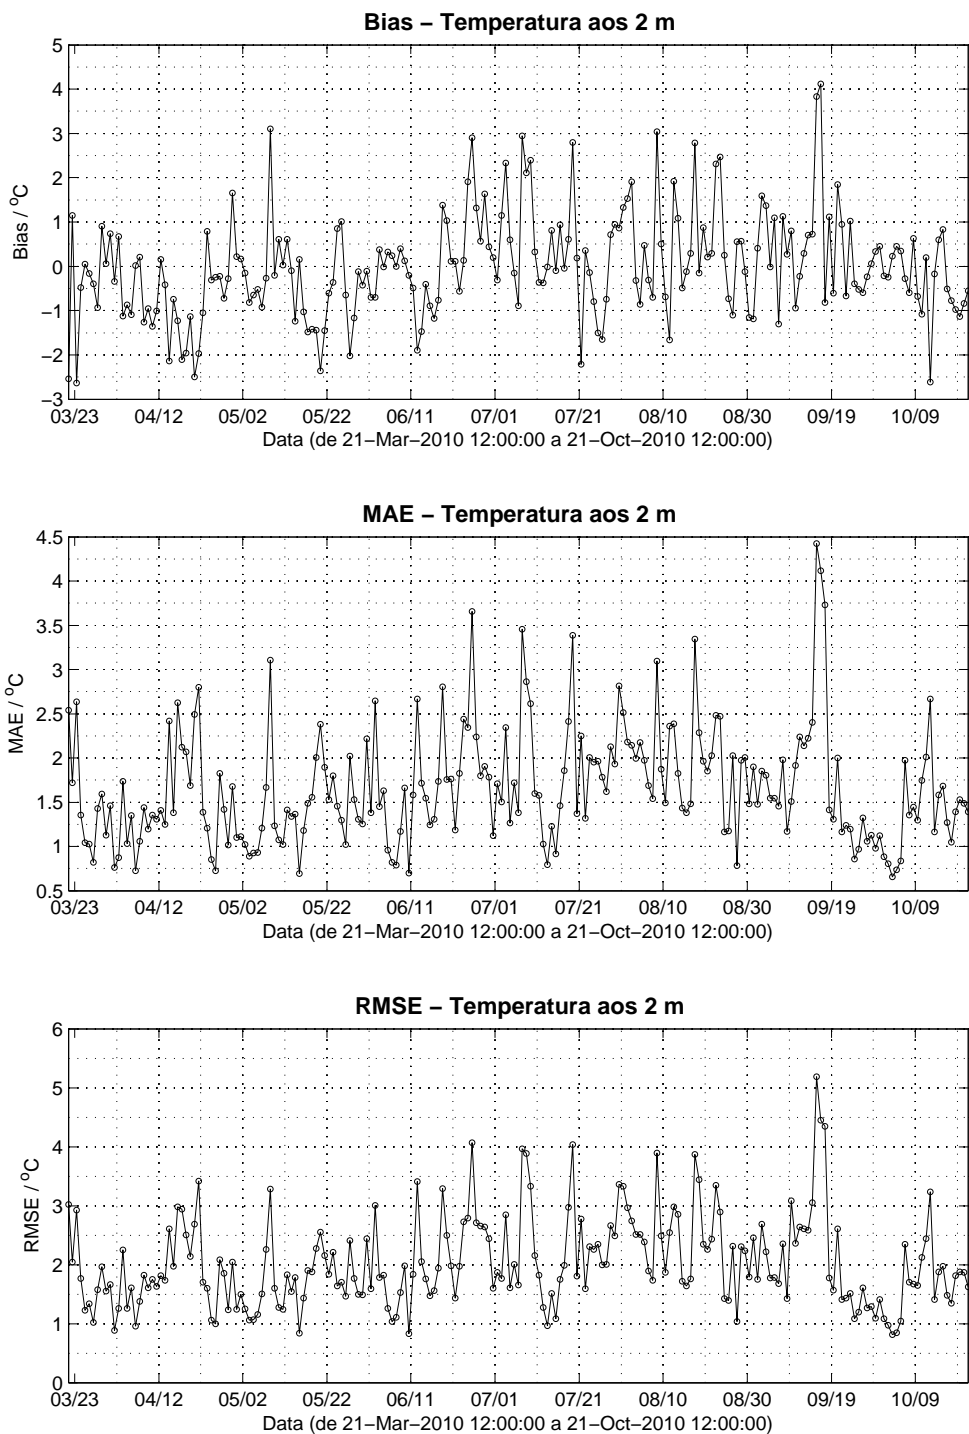 Bias − Temperatura aos 2 m
5
4
3
2
1
0
−1
−2
−3
Bias / ºC
03/23 04/12 05/02 05/22 06/11 07/01 07/21 08/10 08/30 09/19 10/09
Data (de 21−Mar−2010 12:00:00 a 21−Oct−2010 12:00:00)
MAE − Temperatura aos 2 m
4.5
4
3.5
3
2.5
2
1.5
1
0.5
MAE / ºC
03/23 04/12 05/02 05/22 06/11 07/01 07/21 08/10 08/30 09/19 10/09
Data (de 21−Mar−2010 12:00:00 a 21−Oct−2010 12:00:00)
RMSE − Temperatura aos 2 m
6
5
4
3
2
1
0
RMSE / ºC
03/23 04/12 05/02 05/22 06/11 07/01 07/21 08/10 08/30 09/19 10/09
Data (de 21−Mar−2010 12:00:00 a 21−Oct−2010 12:00:00)